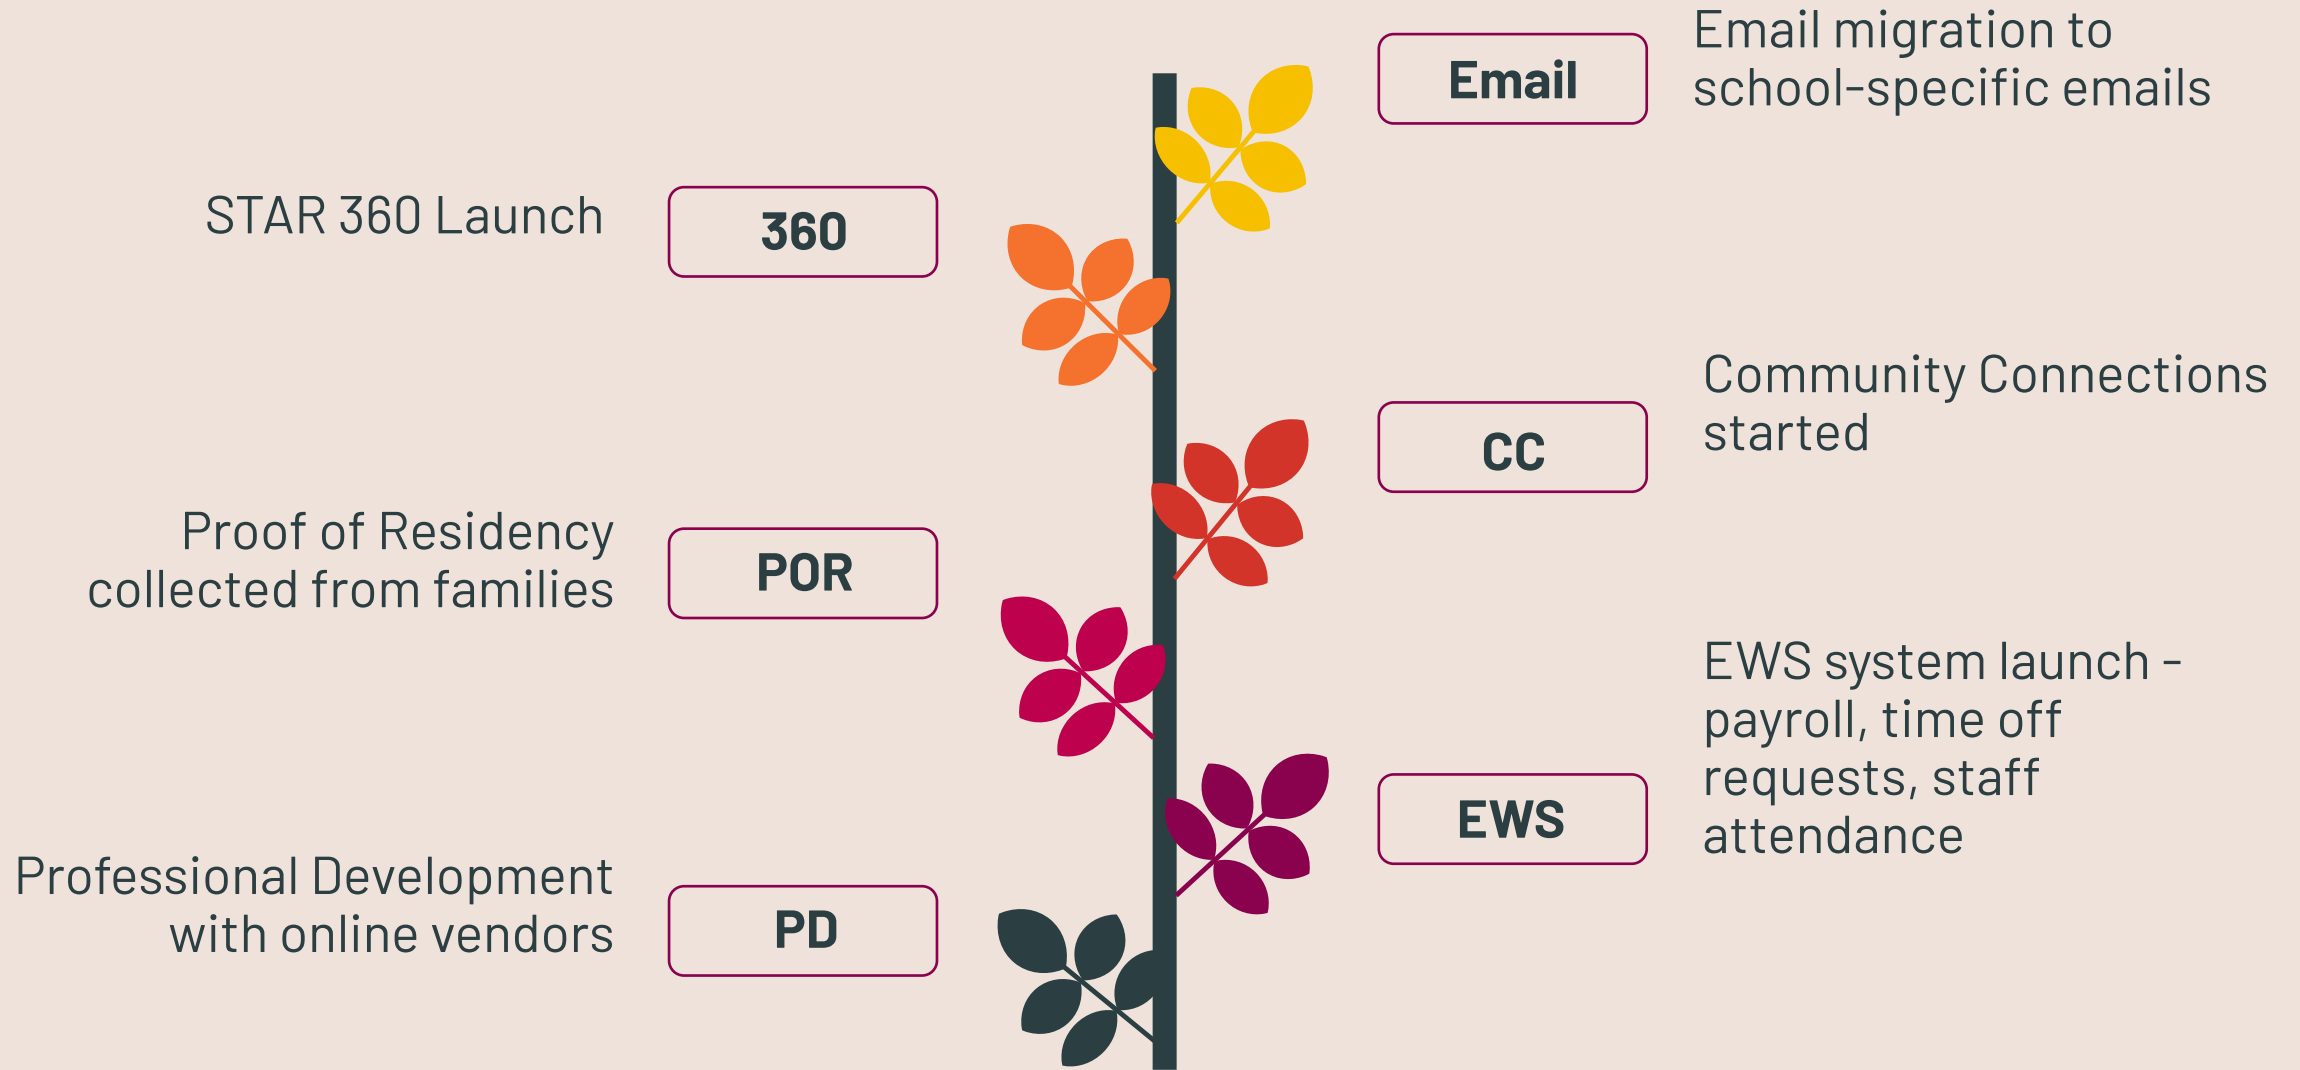 Email
Email migration to
school-specific emails
STAR 360 Launch
360
CC
Community Connections
started
Proof of Residency
collected from families
POR
EWS
EWS system launch -
payroll, time off
requests, staff
attendance
Professional Development
with online vendors
PD